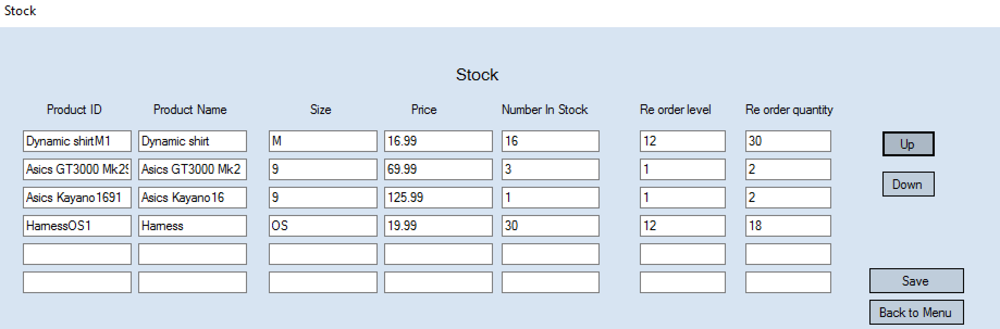 Stock
Stock
Product ID Product Name Size Price Number In Stock Re order level Re order quantity
Dynamic shirtM1 Dynamic shirt M 16.99 16 12 30 Up
Asics GT3000 Mk29 Asics GT3000 Mk2 9 69.99 3 1 2
Down
Asics Kayano1691 Asics Kayano16 9 125.99 1 1 2
HarnessOS1 Harness OS 19.99 30 12 18
Save
Back to Menu